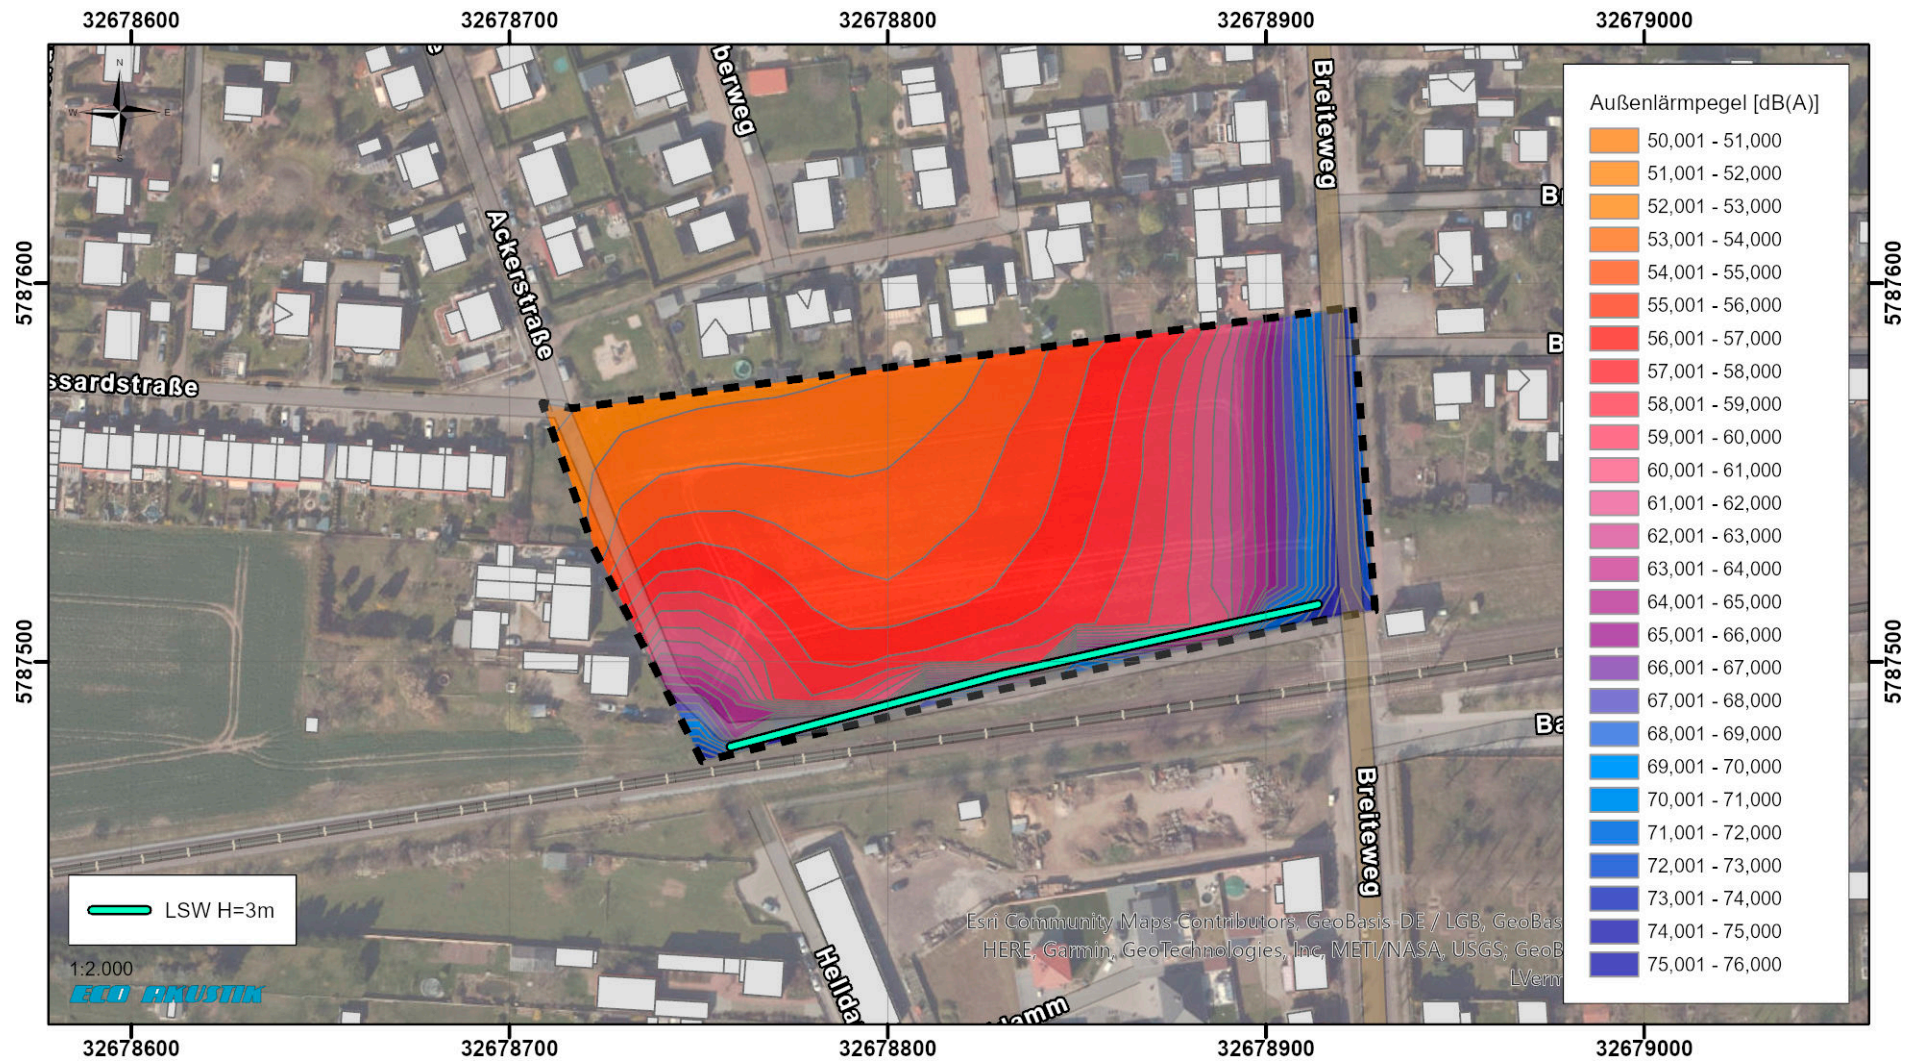 32678600
32678700
32678800
32678900
32679000
N
W
E
S
berweg
Breiteweg
Außenlärmpegel [dB(A)]
50,001 - 51,000
51,001 - 52,000
52,001 - 53,000
53,001 - 54,000
54,001 - 55,000
55,001 - 56,000
56,001 - 57,000
57,001 - 58,000
58,001 - 59,000
59,001 - 60,000
60,001 - 61,000
61,001 - 62,000
62,001 - 63,000
63,001 - 64,000
64,001 - 65,000
65,001 - 66,000
66,001 - 67,000
67,001 - 68,000
68,001 - 69,000
69,001 - 70,000
70,001 - 71,000
71,001 - 72,000
72,001 - 73,000
73,001 - 74,000
74,001 - 75,000
75,001 - 76,000
Ackerstraße
5787600
5787600
ssardstraße
B
5787500
5787500
Ba
Breiteweg
LSW H=3m
Esri Community Maps Contributors, GeoBasis-DE / LGB, GeoBas
HERE, Garmin, GeoTechnologies, Inc, METI/NASA, USGS; GeoB
LVerm
Hellda
damm
1:2.000
ECO AKUSTIK
32678600
32678700
32678800
32678900
32679000